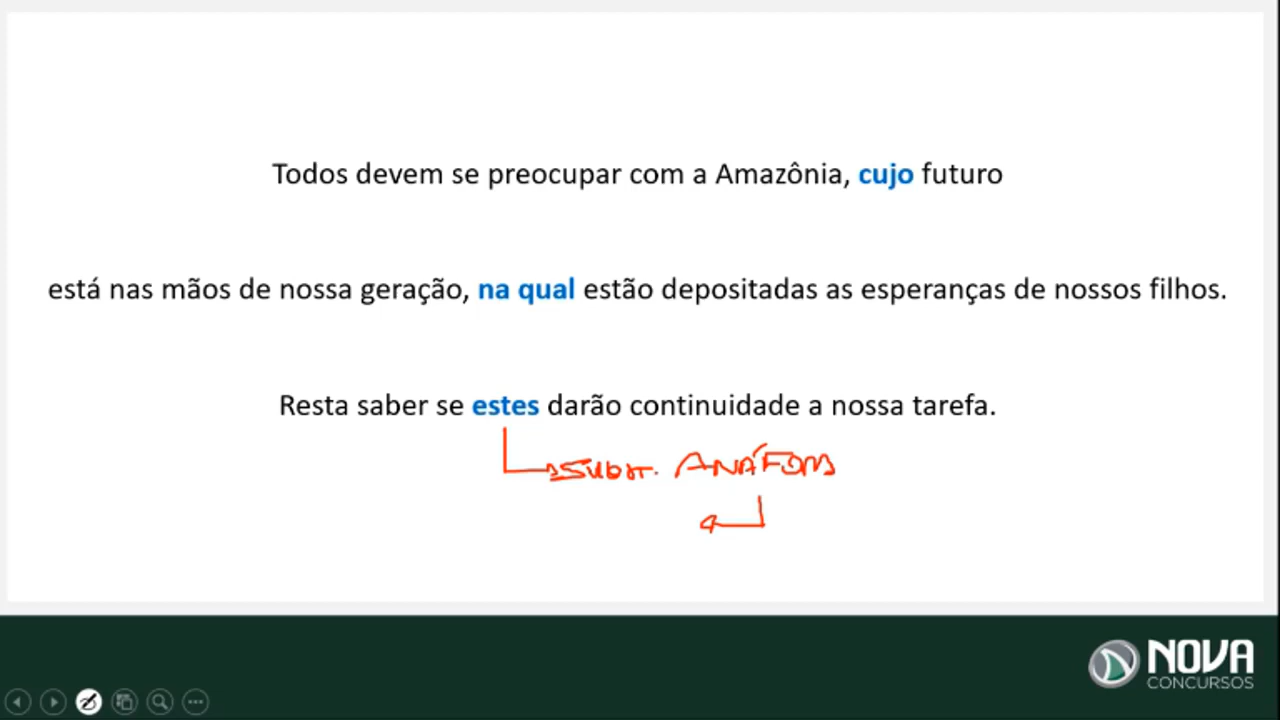 Todos devem se preocupar com a Amazônia, cujo futuro
está nas mãos de nossa geração, na qual estão depositadas as esperanças de nossos filhos.
Resta saber se estes darão continuidade a nossa tarefa.
SUBST. ANÁFORA
NOVA
CONCURSOS